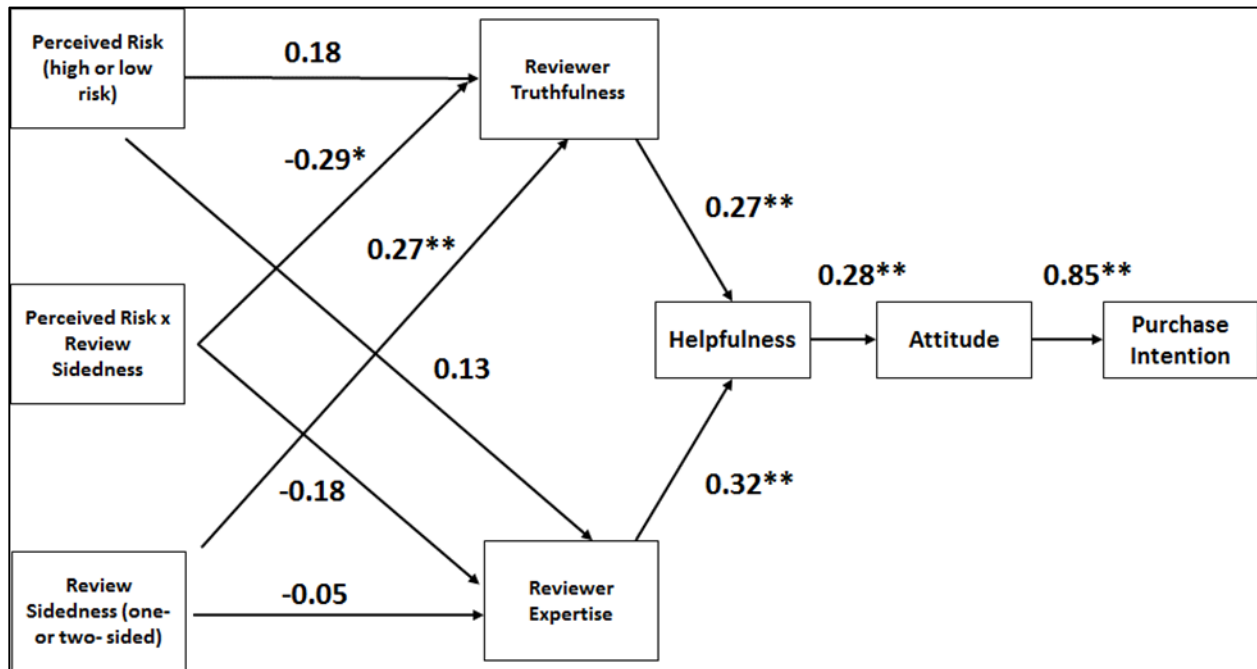 Perceived Risk
(high or low
risk)
0.18
Reviewer
Truthfulness
-0.29*
0.27**
0.27**
Perceived Risk x
Review
Sidedness
0.13
Helpfulness
0.28**
Attitude
0.85**
Purchase
Intention
-0.18
0.32**
Review
Sidedness (one-
or two- sided)
-0.05
Reviewer
Expertise